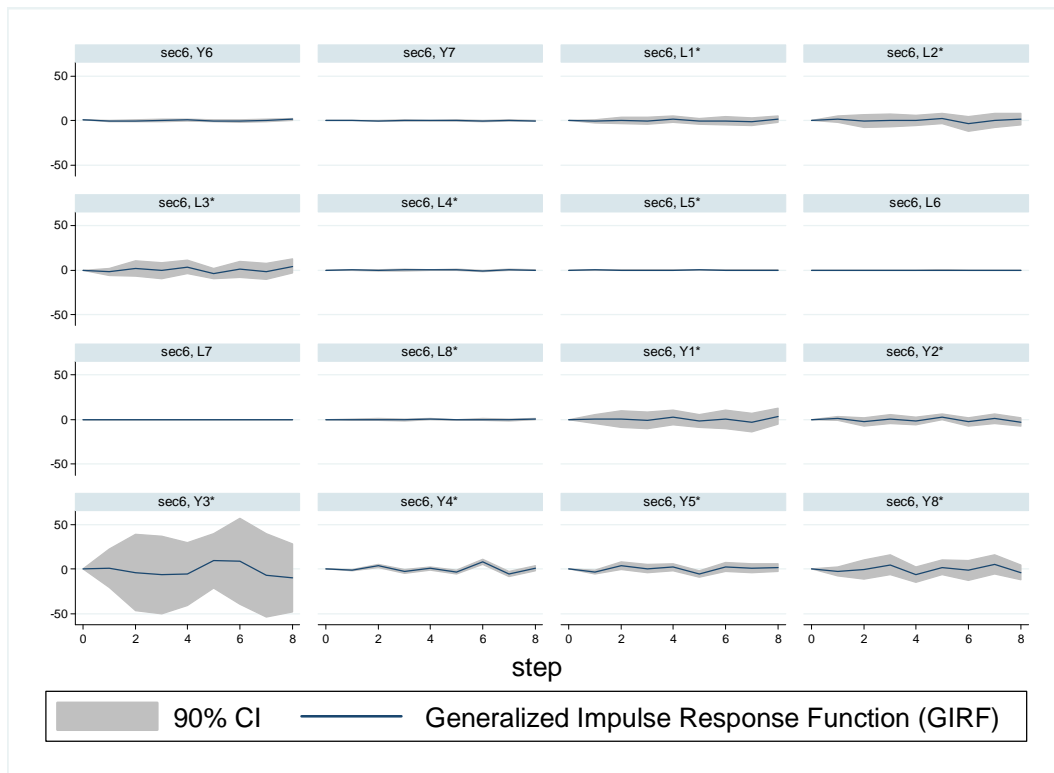 sec6, Y6
sec6, Y7
sec6, L1*
sec6, L2*
50
0
-50
sec6, L3*
sec6, L4*
sec6, L5*
sec6, L6
50
0
-50
sec6, L7
sec6, L8*
sec6, Y1*
sec6, Y2*
50
0
-50
sec6, Y3*
sec6, Y4*
sec6, Y5*
sec6, Y8*
50
0
-50
0 2 4 6 8
0 2 4 6 8
0 2 4 6 8
0 2 4 6 8
step
90% CI
Generalized Impulse Response Function (GIRF)